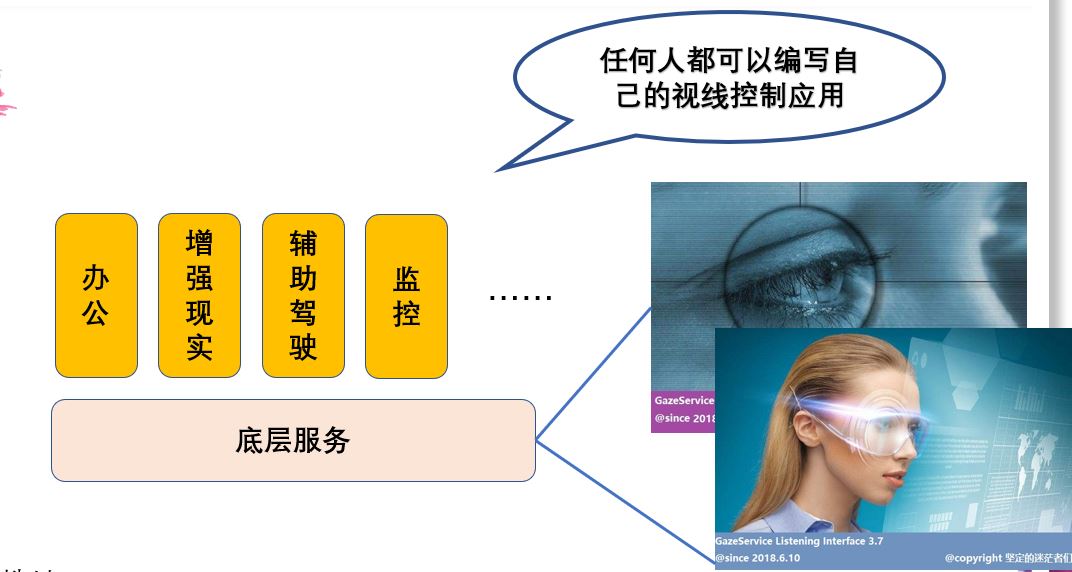 任何人都可以编写自
己的视线控制应用
办公
增强现实
辅助驾驶
监控
……
底层服务
GazeService
@since 2018
GazeService Listening Interface 3.7
@since 2018.6.10
@copyright 坚定的迷茫者们